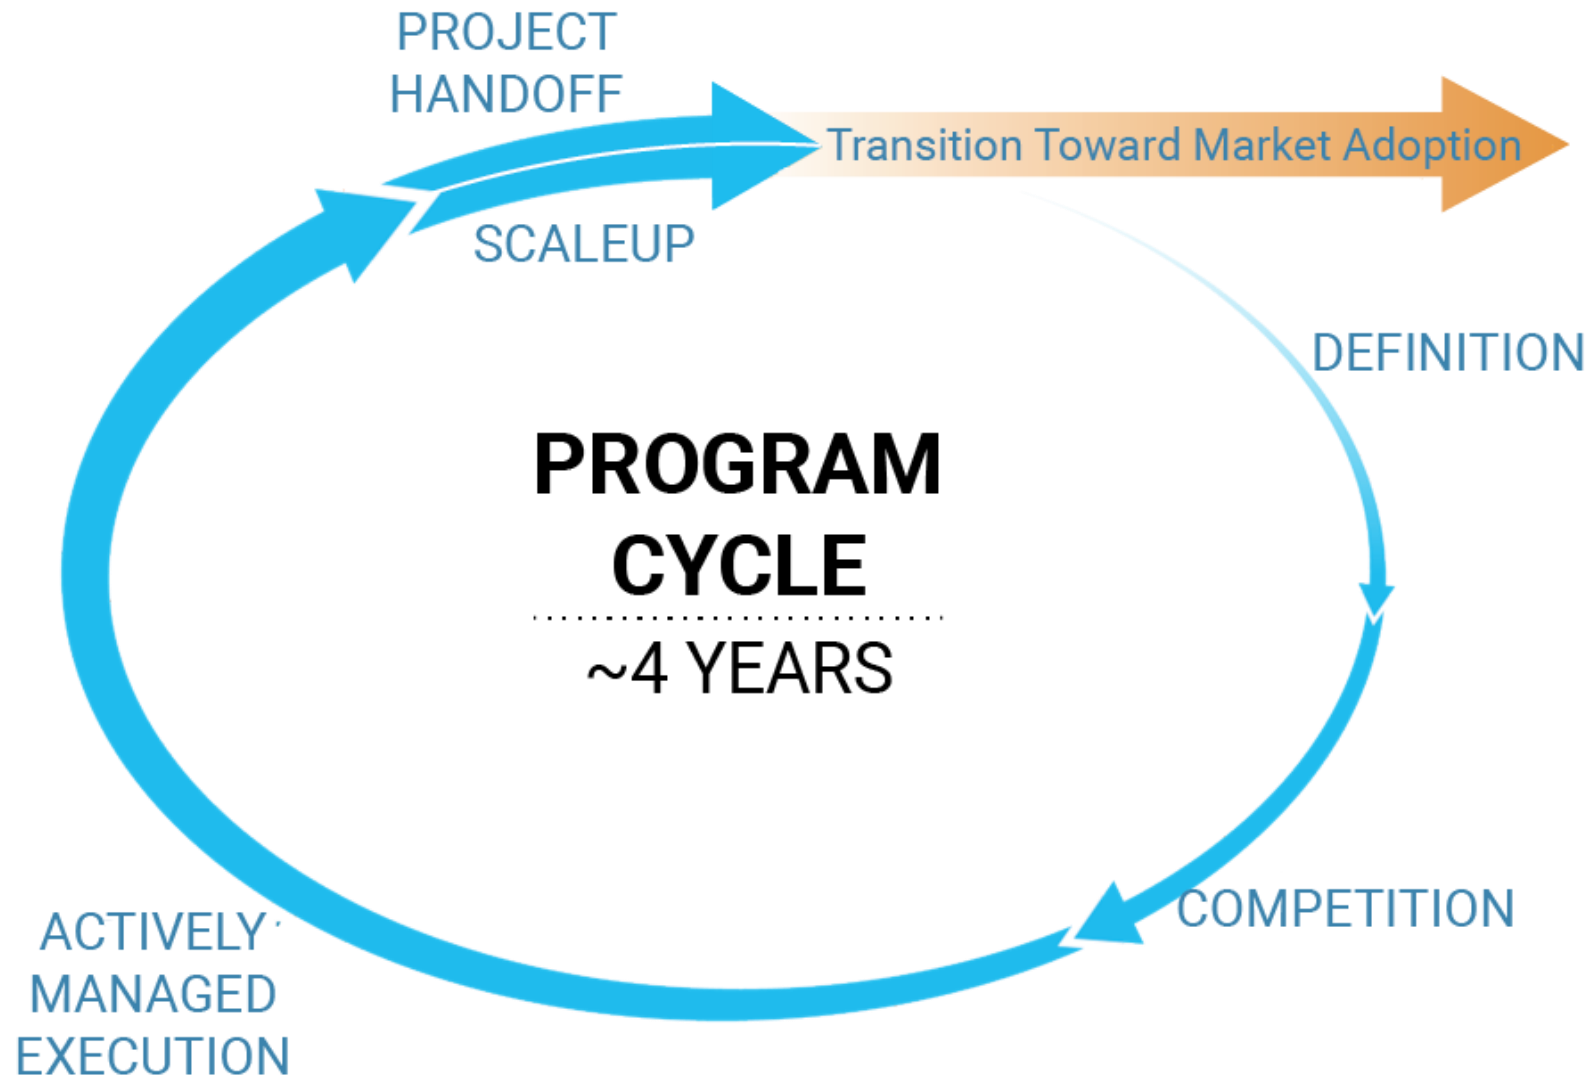 PROJECT
HANDOFF
Transition Toward Market Adoption
SCALEUP
DEFINITION
PROGRAM
CYCLE
~4 YEARS
COMPETITION
ACTIVELY
MANAGED
EXECUTION